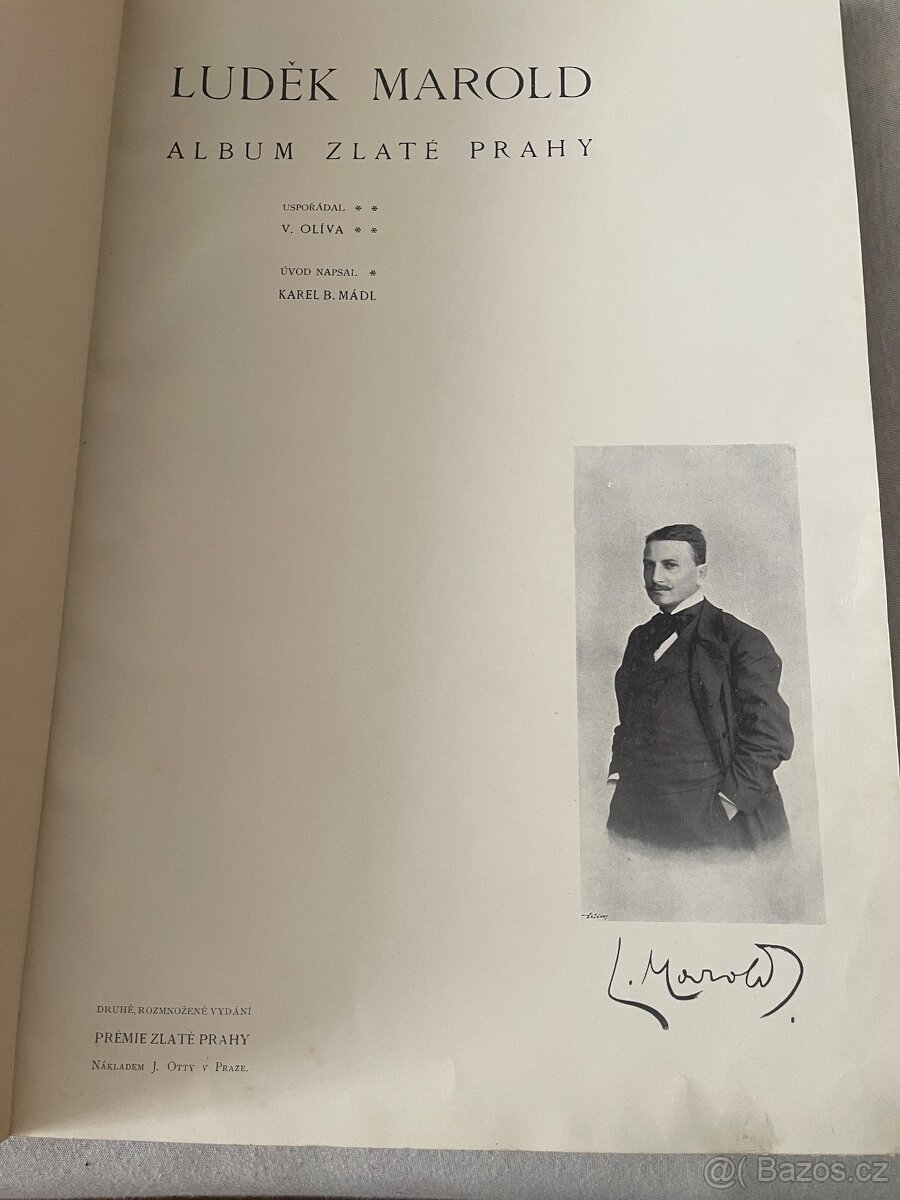 LUDĚK MAROLD
ALBUM ZLATÉ PRAHY
USPOŘÁDAL * *
V. OLÍVA * *
ÚVOD NAPSAL *
KAREL B. MÁDL
L. Marold.
DRUHÉ, ROZMNOŽENÉ VYDÁNÍ
PRÉMIE ZLATÉ PRAHY
NÁKLADEM J. OTTY V PRAZE.
@( Bazoš.cz